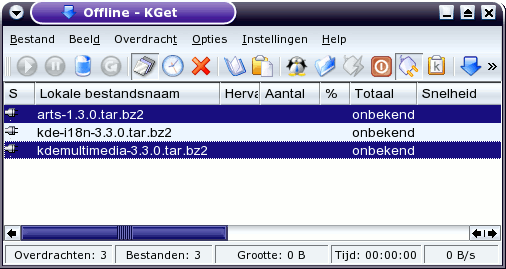 Offline - KGet
Bestand Beeld Overdracht Opties Instellingen Help
S Lokale bestandsnaam Herva Aantal % Totaal Snelheid
arts-1.3.0.tar.bz2 onbekend
kde-i18n-3.3.0.tar.bz2 onbekend
kdemultimedia-3.3.0.tar.bz2 onbekend
Overdrachten: 3 Bestanden: 3 Grootte: 0 B Tijd: 00:00:00 0 B/s